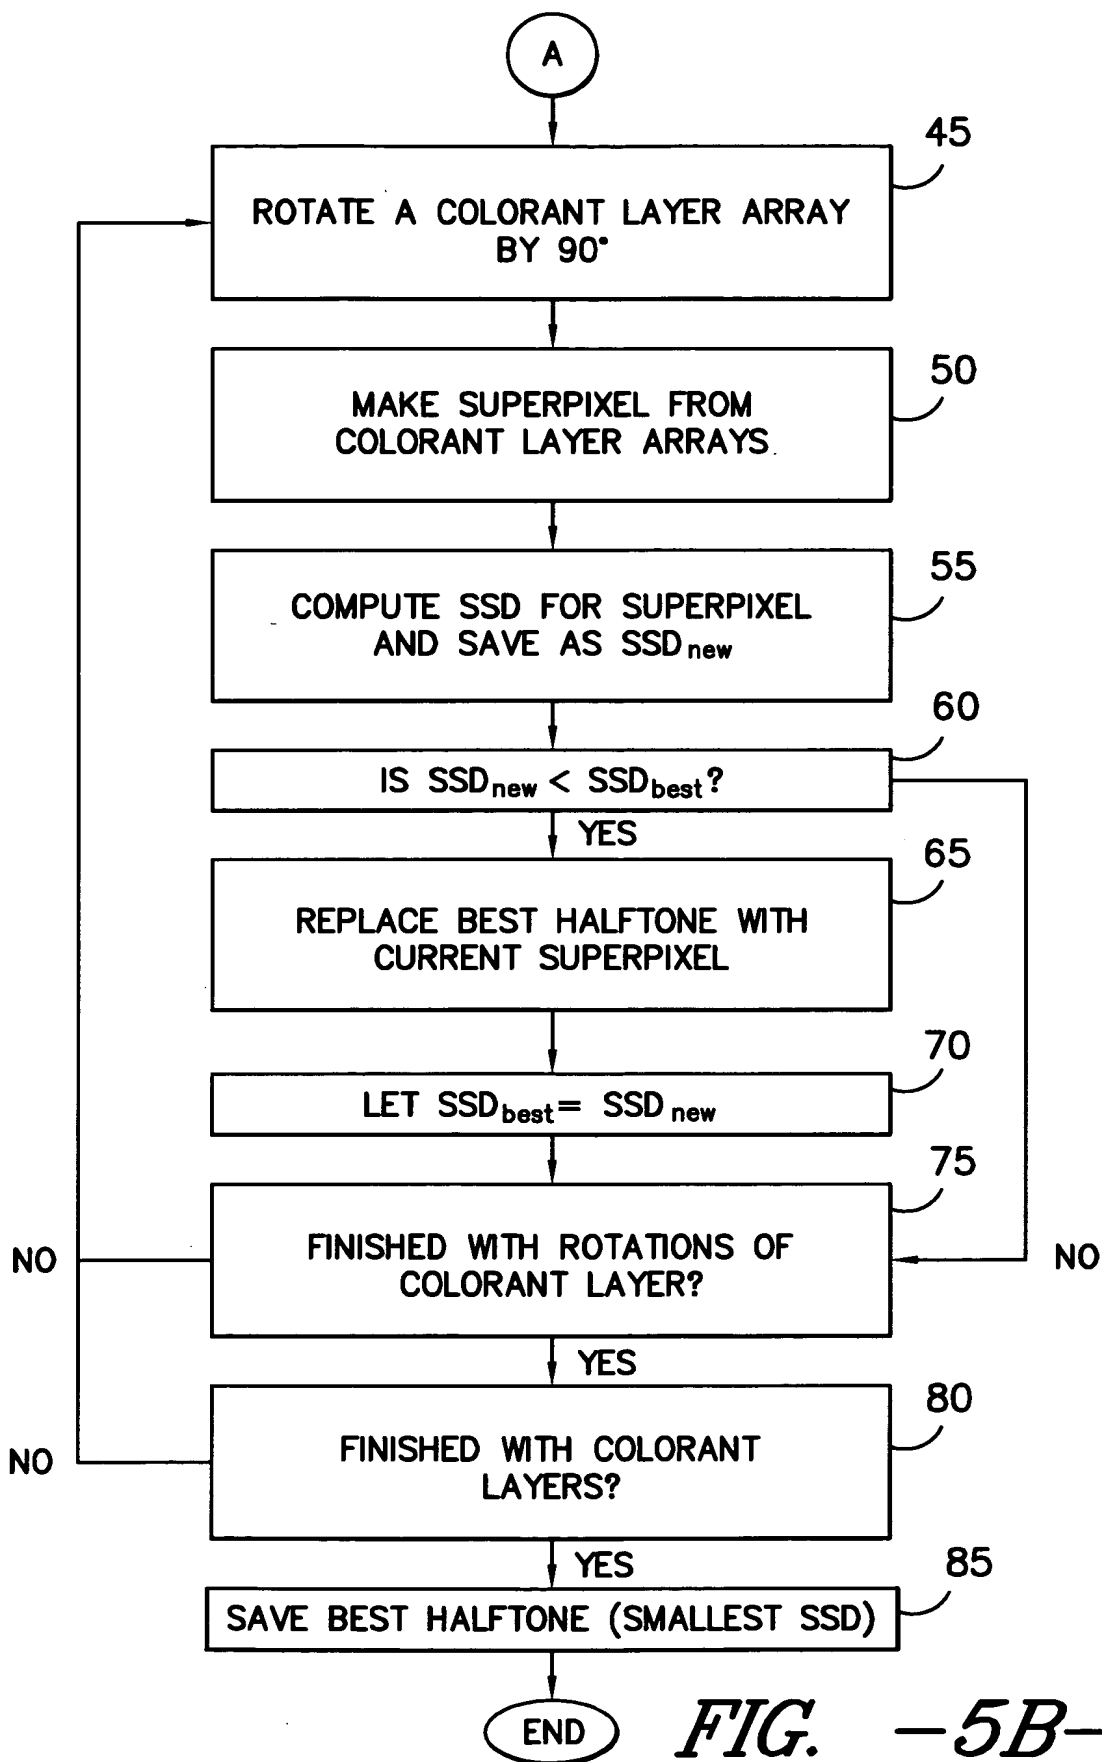 A
45
ROTATE A COLORANT LAYER ARRAY
BY 90°
50
MAKE SUPERPIXEL FROM
COLORANT LAYER ARRAYS
55
COMPUTE SSD FOR SUPERPIXEL
AND SAVE AS SSDnew
60
IS SSDnew < SSDbest?
YES
65
REPLACE BEST HALFTONE WITH
CURRENT SUPERPIXEL
70
LET SSDbest = SSDnew
75
FINISHED WITH ROTATIONS OF
COLORANT LAYER?
NO
NO
YES
80
FINISHED WITH COLORANT
LAYERS?
NO
YES
85
SAVE BEST HALFTONE (SMALLEST SSD)
END
FIG. -5B-